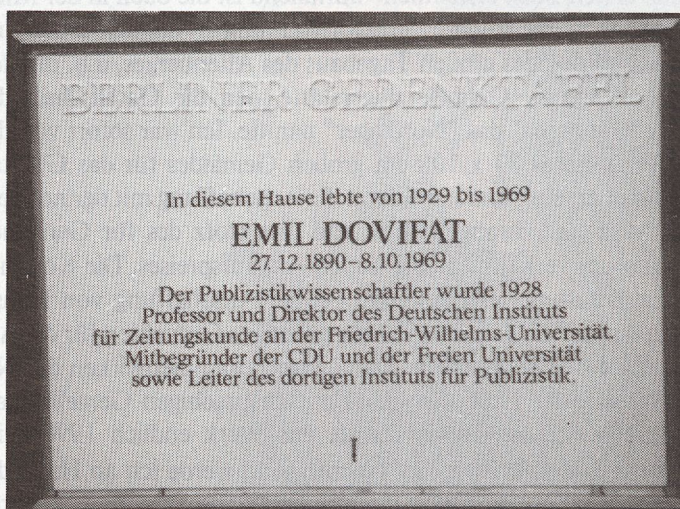 BERLINER GEDENKTAFEL
In diesem Hause lebte von 1929 bis 1969
EMIL DOVIFAT
27. 12. 1890–8. 10. 1969
Der Publizistikwissenschaftler wurde 1928
Professor und Direktor des Deutschen Instituts
für Zeitungskunde an der Friedrich-Wilhelms-Universität.
Mitbegründer der CDU und der Freien Universität
sowie Leiter des dortigen Instituts für Publizistik.